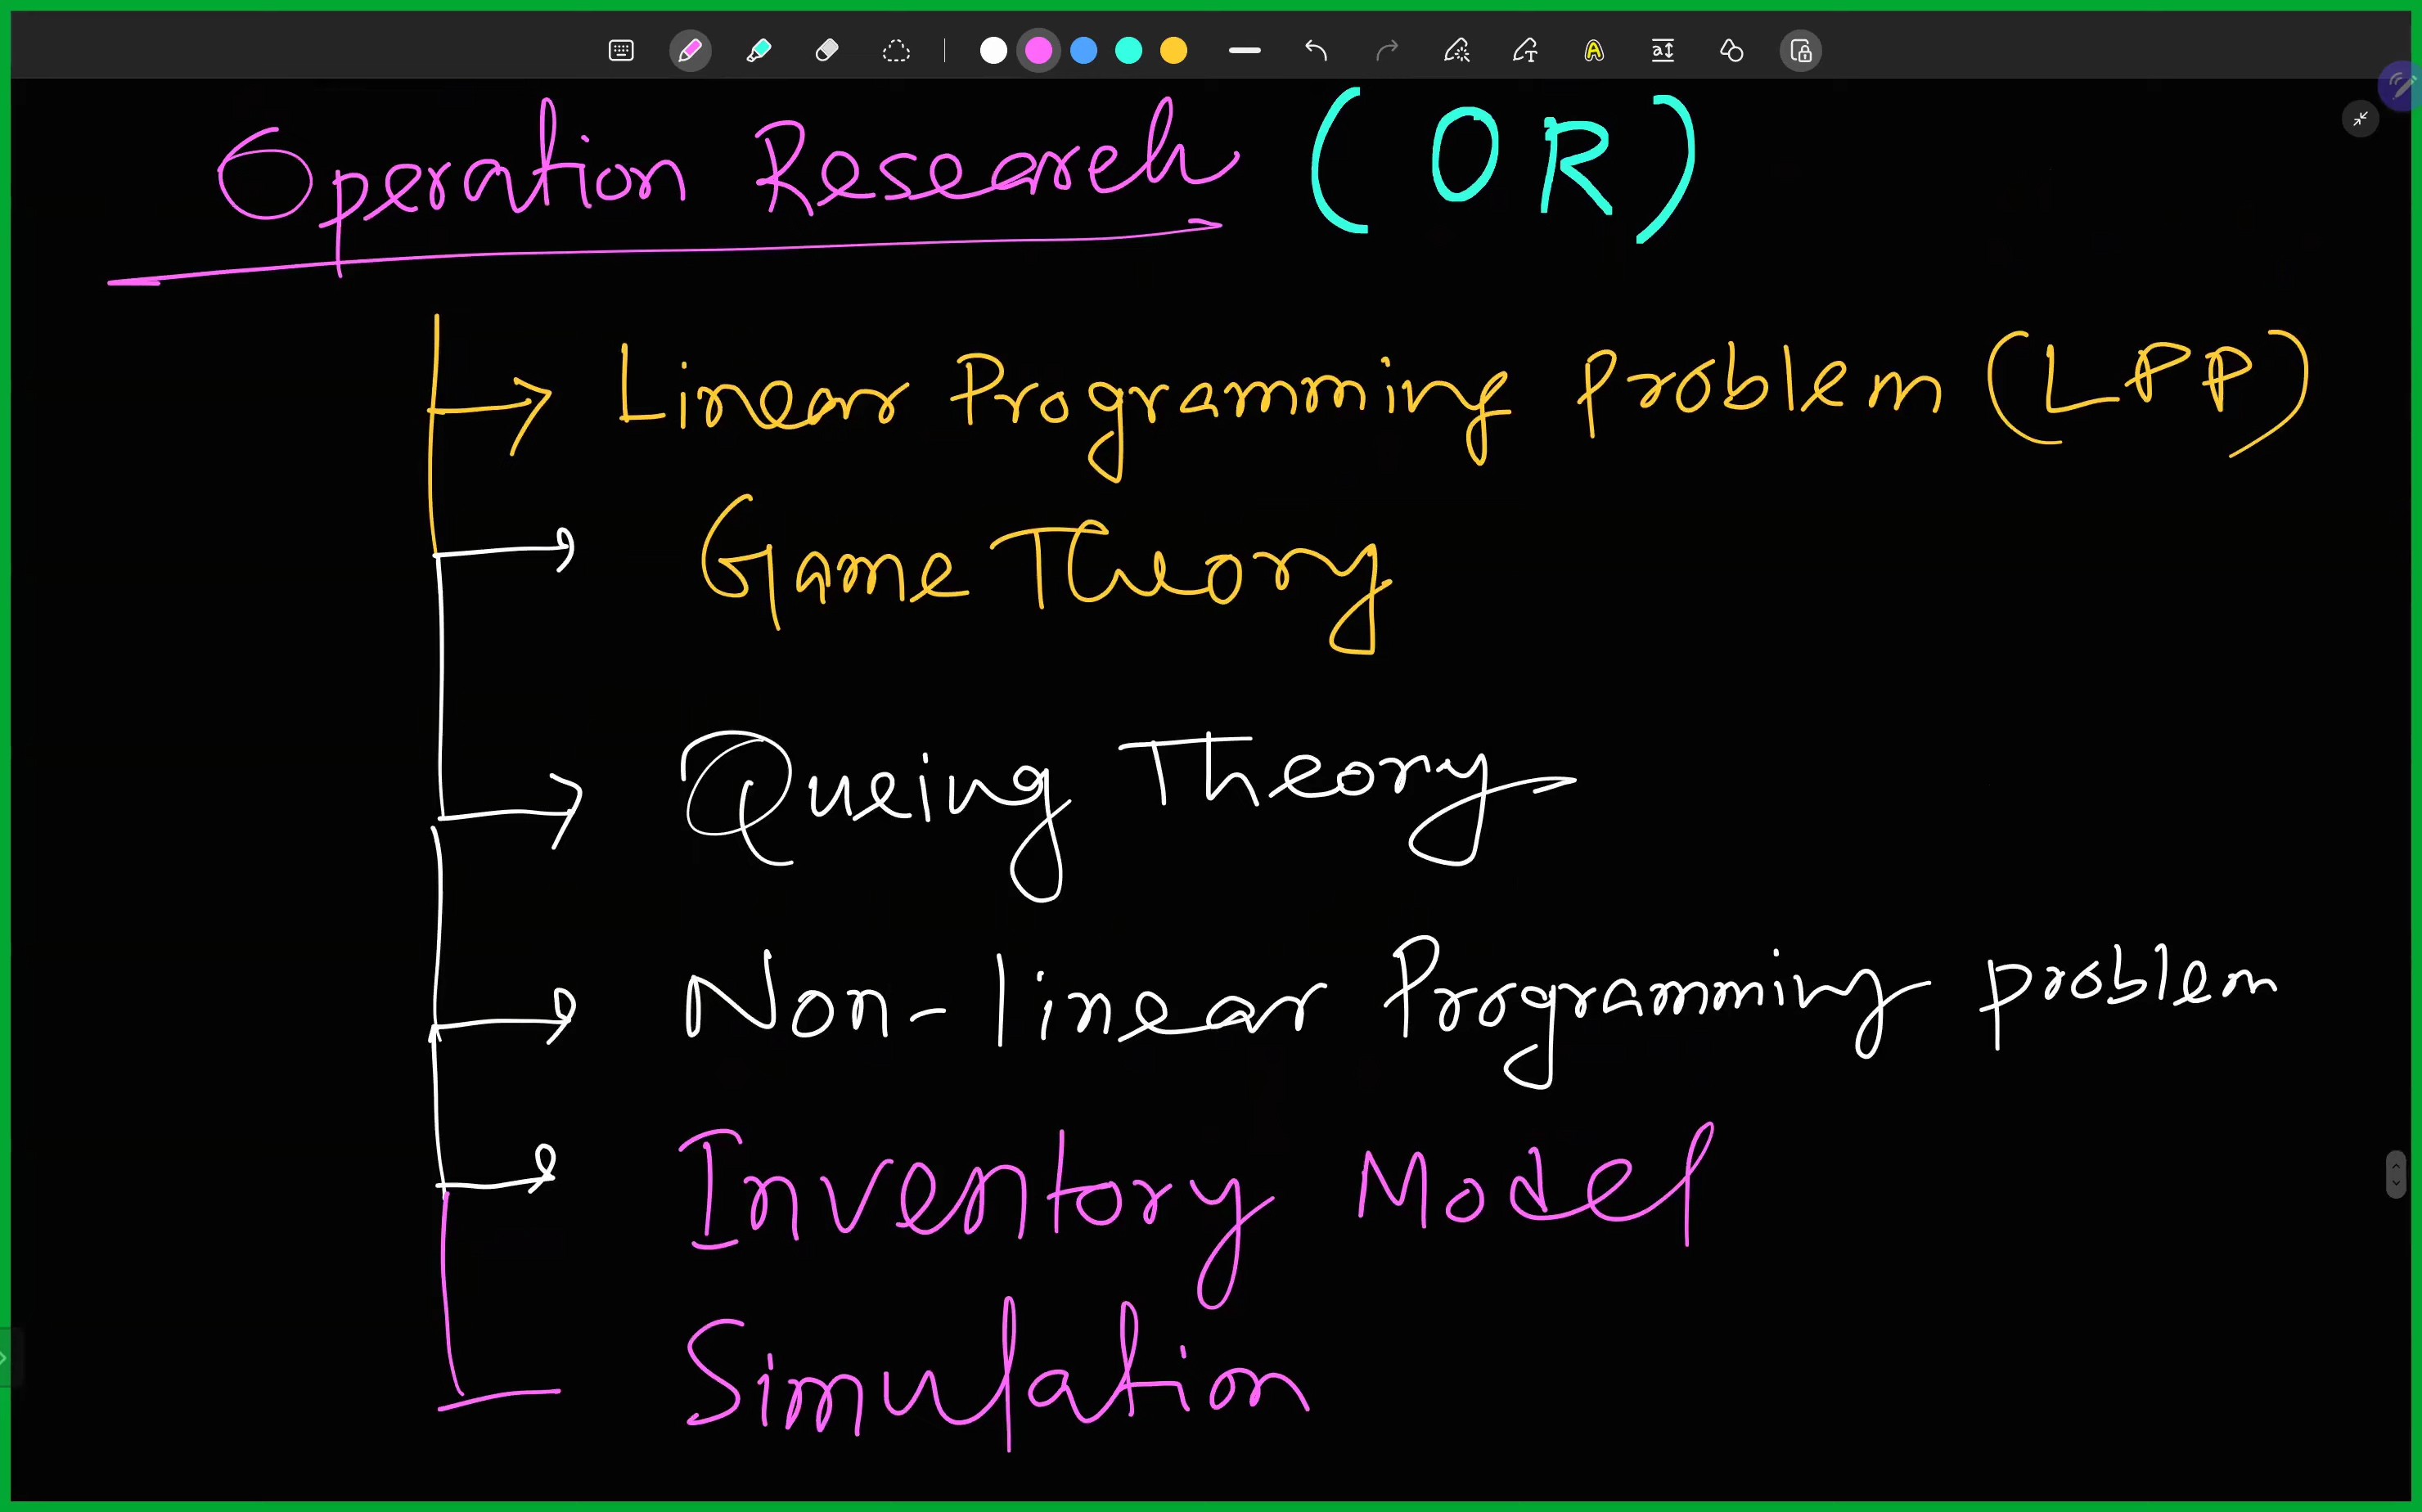 Operation Research (OR)
Linear Programming Problem (LPP)
Game Theory
Queing Theory
Non-linear Programming problem
Inventory Model
Simulation